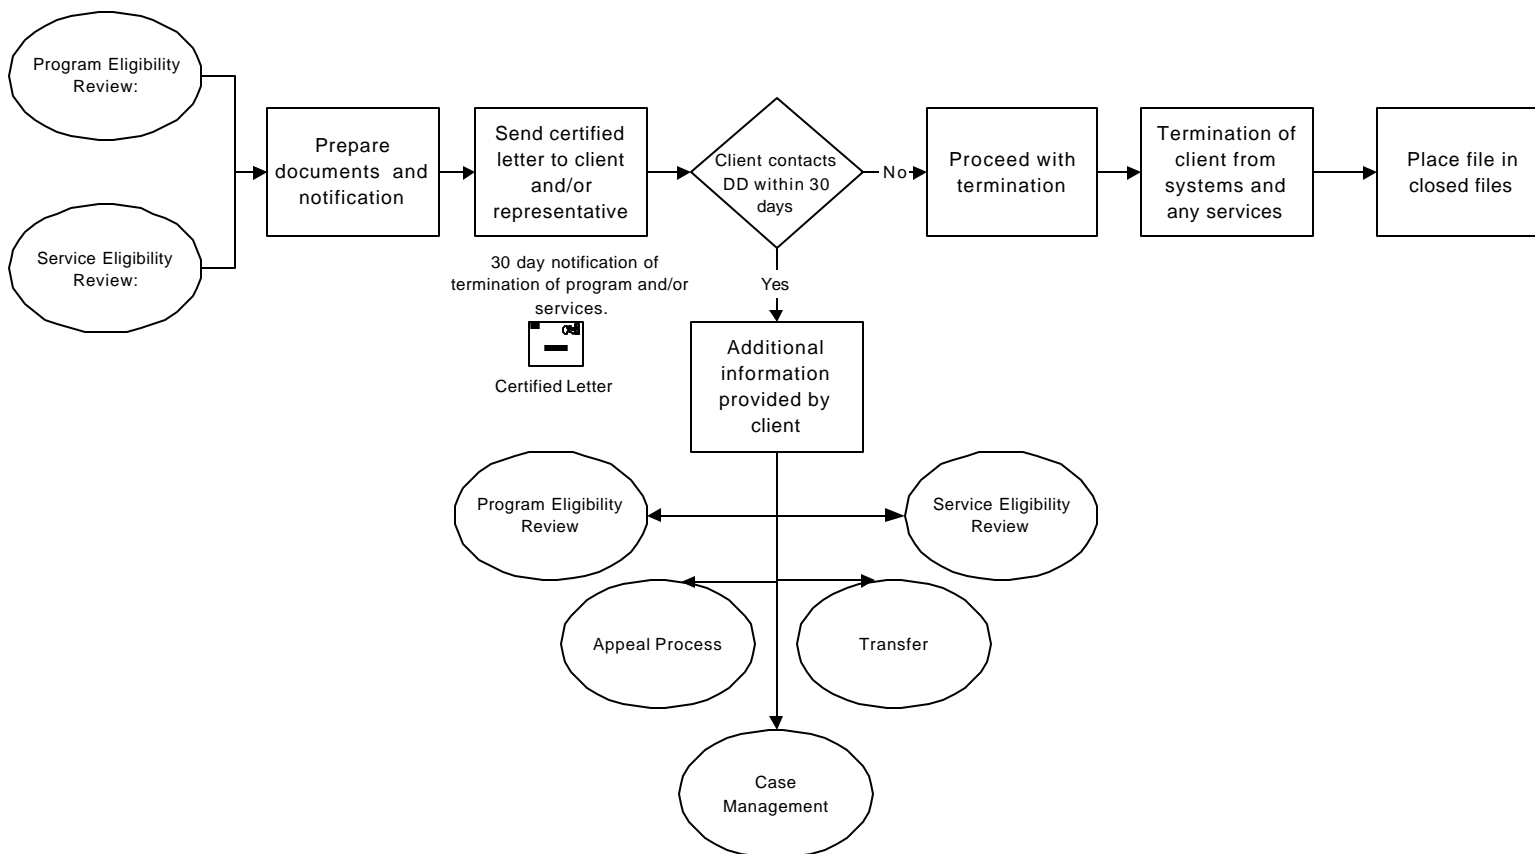 Program Eligibility
Review:
Service Eligibility
Review:
Prepare
documents and
notification
Send certified
letter to client
and/or
representative
30 day notification of
termination of program and/or
services.
Certified Letter
Client contacts
DD within 30
days
No
Proceed with
termination
Termination of
client from
systems and
any services
Place file in
closed files
Yes
Additional
information
provided by
client
Program Eligibility
Review
Service Eligibility
Review
Appeal Process
Transfer
Case
Management